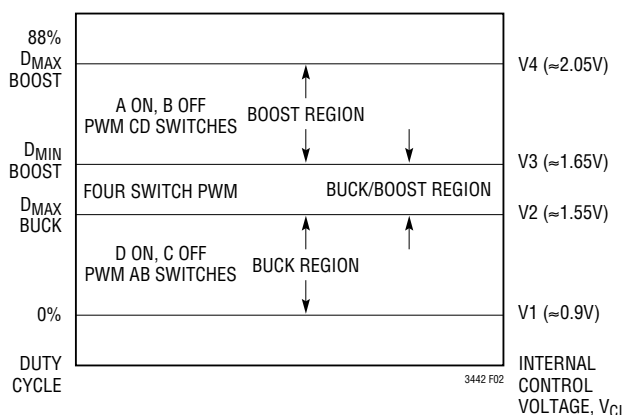 88%
DMAX
BOOST
V4 (≈2.05V)
A ON, B OFF
PWM CD SWITCHES
BOOST REGION
DMIN
BOOST
V3 (≈1.65V)
FOUR SWITCH PWM
BUCK/BOOST REGION
DMAX
BUCK
V2 (≈1.55V)
D ON, C OFF
PWM AB SWITCHES
BUCK REGION
0%
V1 (≈0.9V)
DUTY
CYCLE
3442 F02
INTERNAL
CONTROL
VOLTAGE, VCI